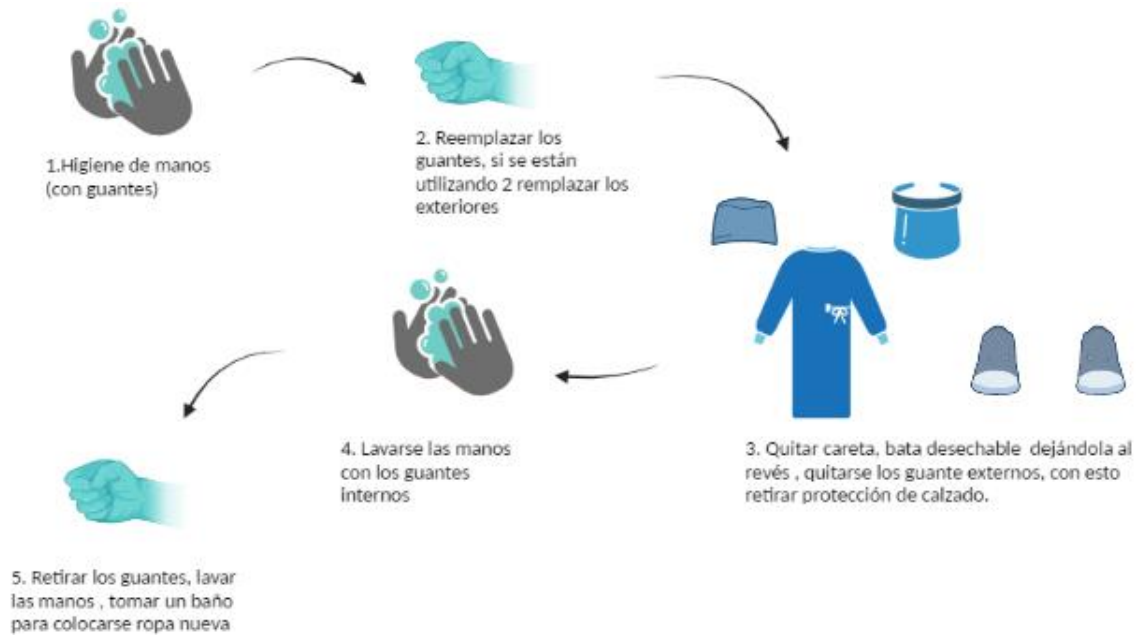 1.Higiene de manos
(con guantes)
2. Reemplazar los
guantes, si se están
utilizando 2 remplazar los
exteriores
3. Quitar careta, bata desechable dejándola al
revés , quitarse los guante externos, con esto
retirar protección de calzado.
4. Lavarse las manos
con los guantes
internos
5. Retirar los guantes, lavar
las manos , tomar un baño
para colocarse ropa nueva